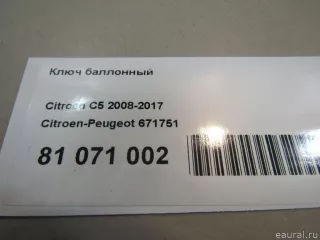 Ключ баллонный
Citroen C5 2008-2017
Citroen-Peugeot 671751
81 071 002
eaural.ru